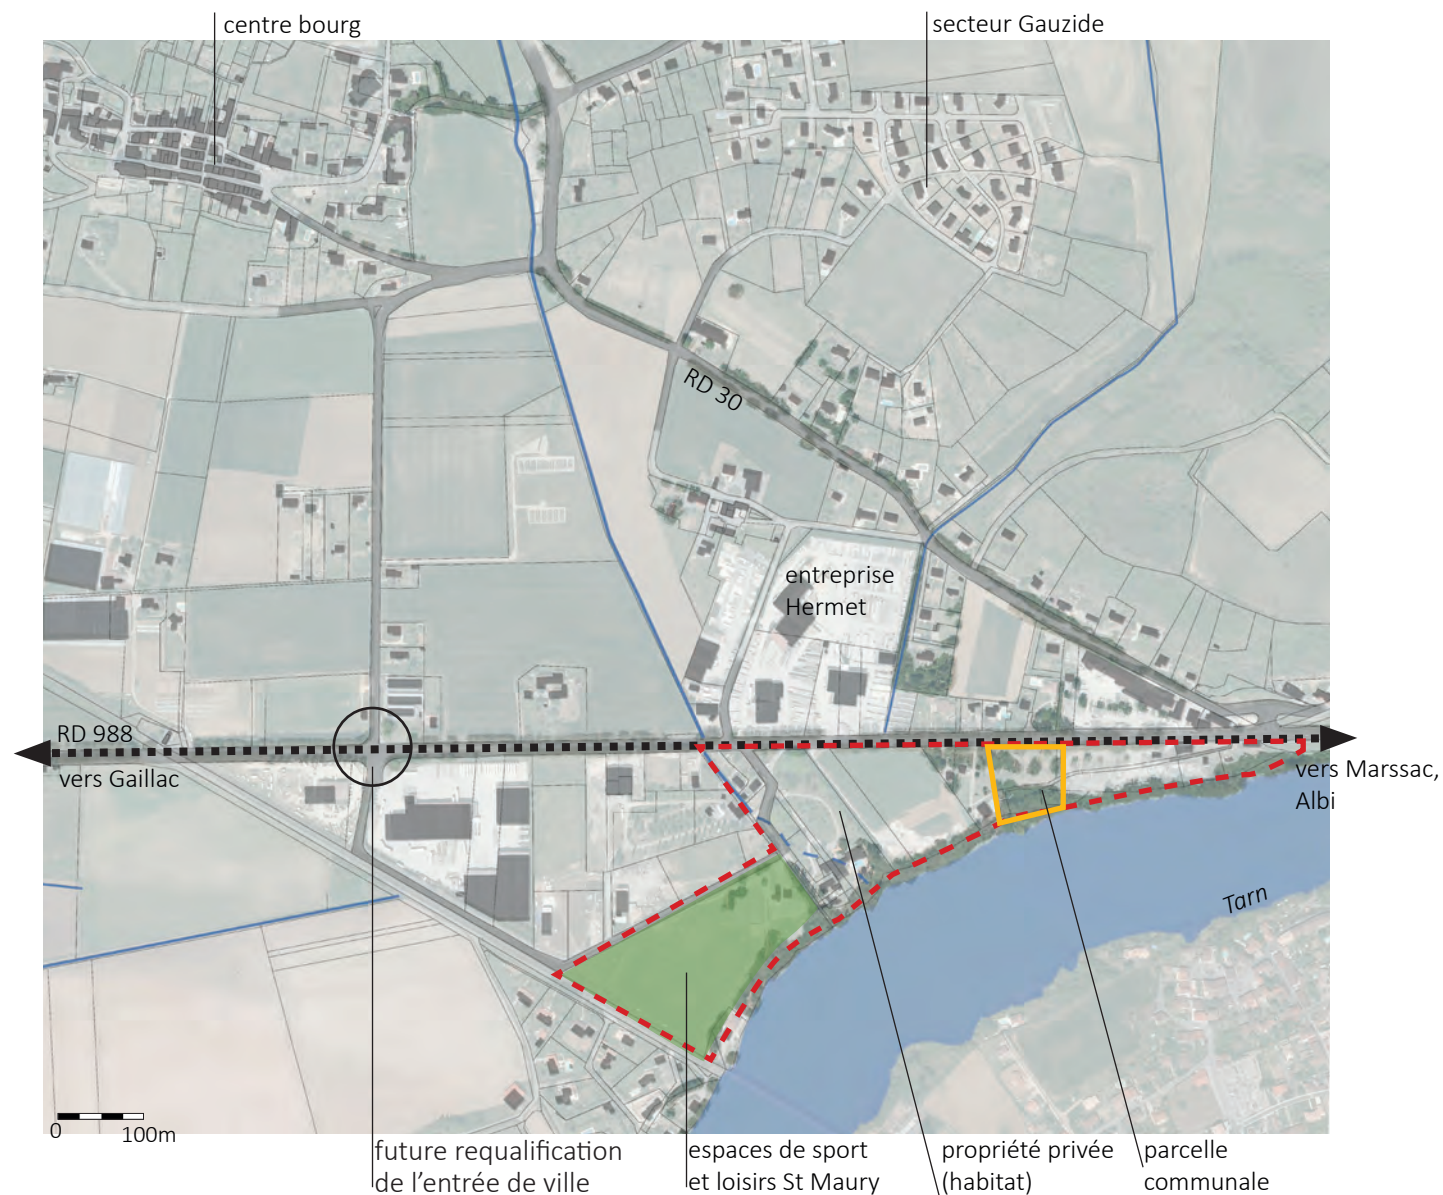 centre bourg
secteur Gauzide
RD 30
entreprise
Hermet
RD 988
vers Gaillac
vers Marssac,
Albi
Tarn
0
100m
future requalification
de l'entrée de ville
espaces de sport
et loisirs St Maury
propriété privée
(habitat)
parcelle
communale